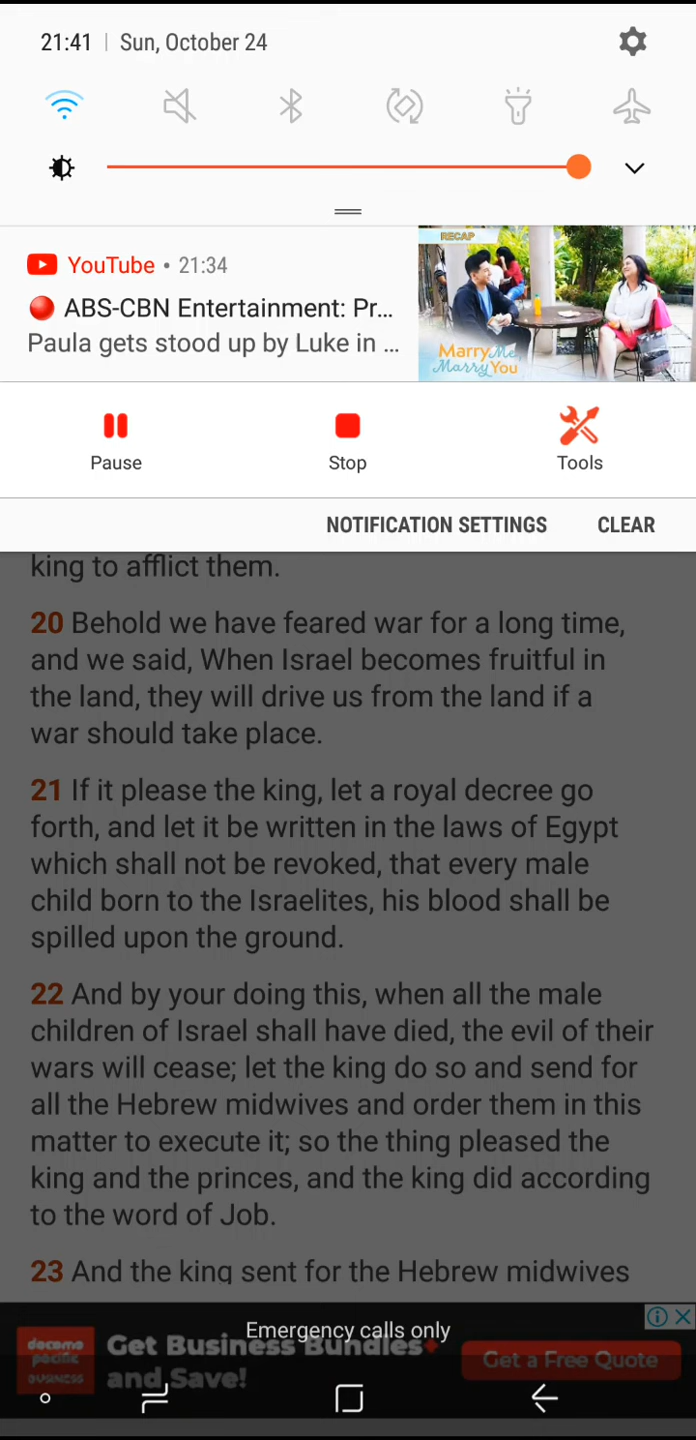 21:41 | Sun, October 24
YouTube • 21:34
ABS-CBN Entertainment: Pr...
Paula gets stood up by Luke in ...
RECAP
Marry Me,
Marry You
Pause Stop Tools
NOTIFICATION SETTINGS CLEAR
king to afflict them.
20 Behold we have feared war for a long time,
and we said, When Israel becomes fruitful in
the land, they will drive us from the land if a
war should take place.
21 If it please the king, let a royal decree go
forth, and let it be written in the laws of Egypt
which shall not be revoked, that every male
child born to the Israelites, his blood shall be
spilled upon the ground.
22 And by your doing this, when all the male
children of Israel shall have died, the evil of their
wars will cease; let the king do so and send for
all the Hebrew midwives and order them in this
matter to execute it; so the thing pleased the
king and the princes, and the king did according
to the word of Job.
23 And the king sent for the Hebrew midwives
Emergency calls only
docomo
pacific
BUSINESS
Get Business Bundles
and Save!
Get a Free Quote